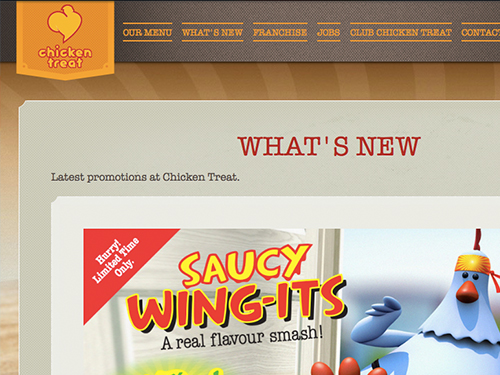 chicken
treat
OUR MENU WHAT'S NEW FRANCHISE JOBS CLUB CHICKEN TREAT CONTACT
WHAT'S NEW
Latest promotions at Chicken Treat.
Hurry!
Limited Time
Only.
SAUCY
WING-ITS
A real flavour smash!